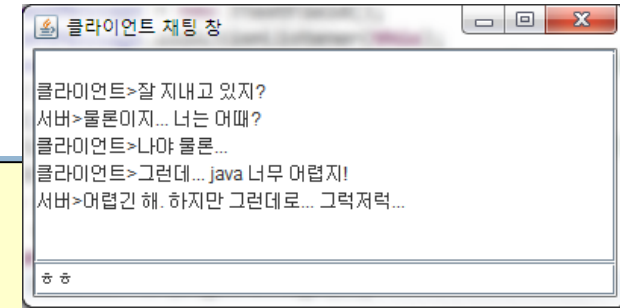 클라이언트 채팅 창
클라이언트>잘 지내고 있지?
서버>물론이지... 너는 어때?
클라이언트>나야 물론...
클라이언트>그런데... java 너무 어렵지!
서버>어렵긴 해. 하지만 그런데로... 그럭저럭...
ㅎㅎ